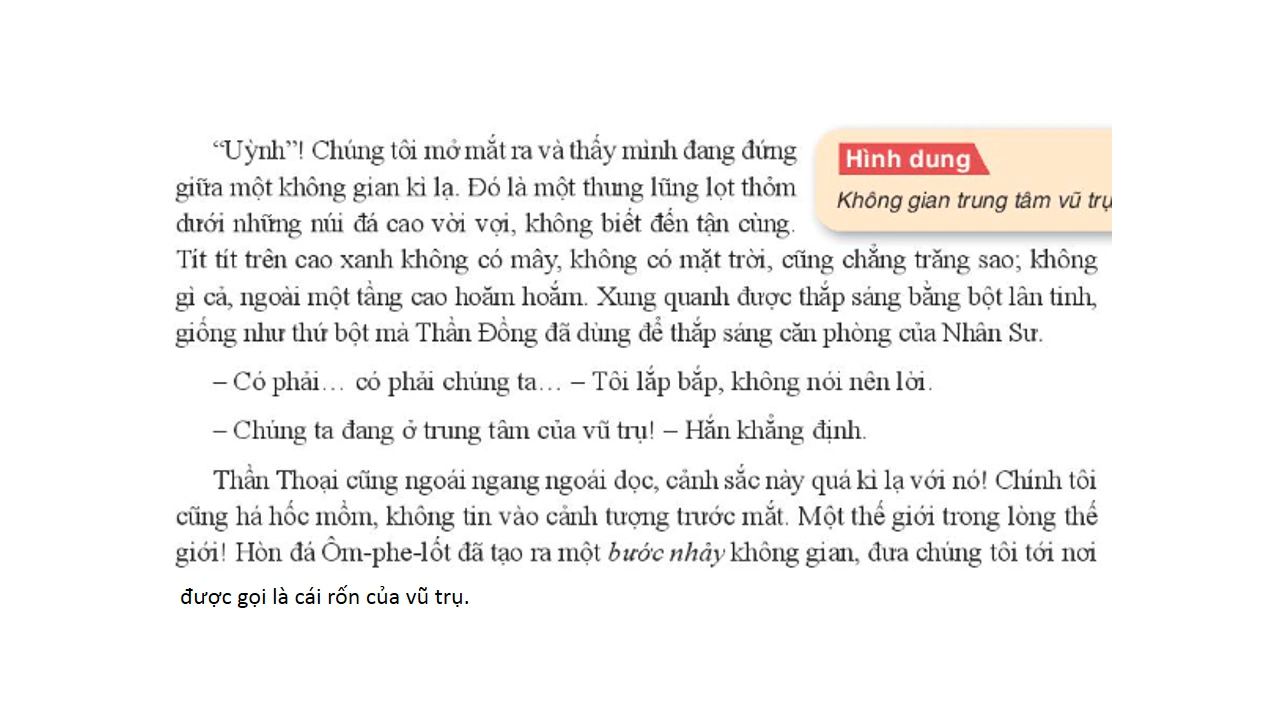 “Uỳnh”! Chúng tôi mở mắt ra và thấy mình đang đứng
giữa một không gian kì lạ. Đó là một thung lũng lọt thỏm
dưới những núi đá cao vời vợi, không biết đến tận cùng.
Hình dung
Không gian trung tâm vũ trụ
Tít tít trên cao xanh không có mây, không có mặt trời, cũng chẳng trăng sao; không
gì cả, ngoài một tầng cao hoăm hoắm. Xung quanh được thắp sáng bằng bột lân tinh,
giống như thứ bột mà Thần Đồng đã dùng để thắp sáng căn phòng của Nhân Sư.
– Có phải… có phải chúng ta… – Tôi lắp bắp, không nói nên lời.
– Chúng ta đang ở trung tâm của vũ trụ! – Hắn khẳng định.
Thần Thoại cũng ngoái ngang ngoái dọc, cảnh sắc này quá kì lạ với nó! Chính tôi
cũng há hốc mồm, không tin vào cảnh tượng trước mắt. Một thế giới trong lòng thế
giới! Hòn đá Ôm-phe-lốt đã tạo ra một bước nhảy không gian, đưa chúng tôi tới nơi
được gọi là cái rốn của vũ trụ.